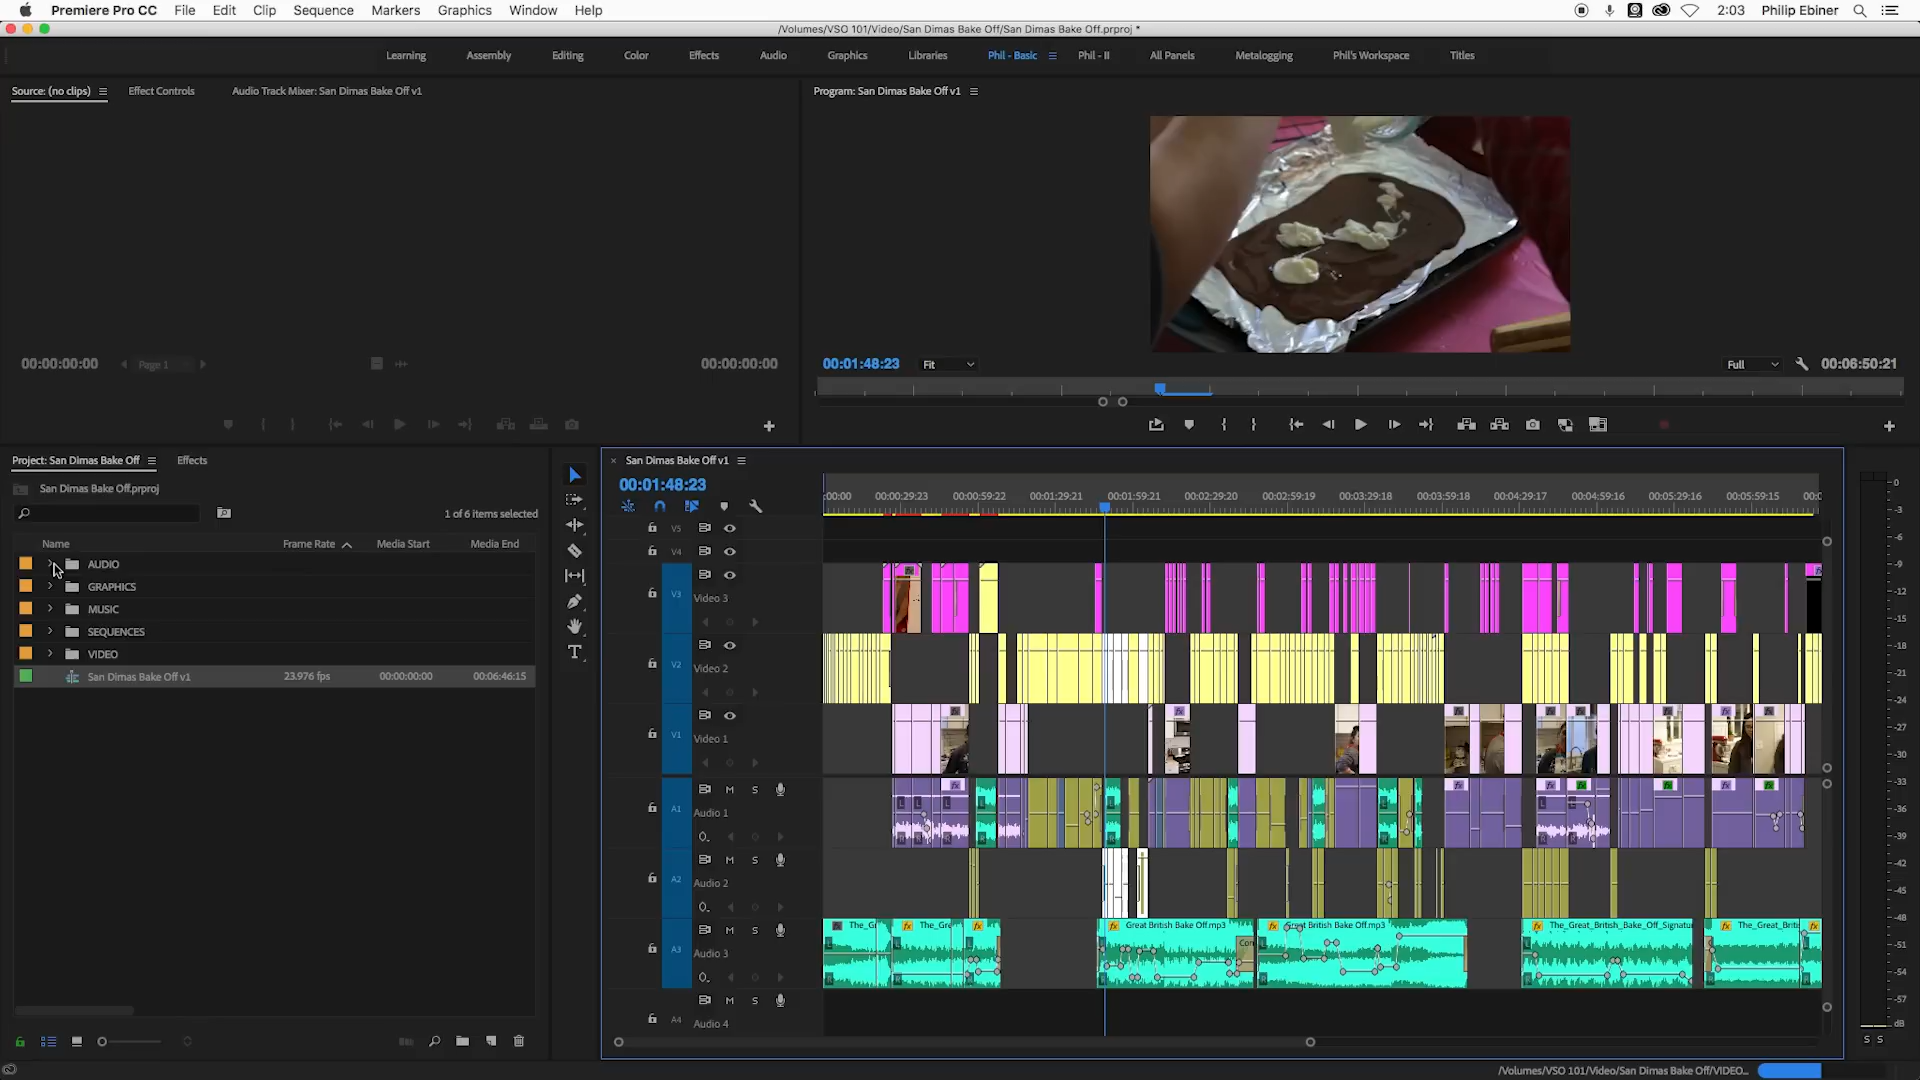 Premiere Pro CC File Edit Clip Sequence Markers Graphics Window Help 2:03 Philip Ebiner
/Volumes/VSO 101/Video/San Dimas Bake Off/San Dimas Bake Off.prproj *
Learning Assembly Editing Color Effects Audio Graphics Libraries Phil - Basic Phil - II All Panels Metalogging Phil's Workspace Titles
Source: (no clips) Effect Controls Audio Track Mixer: San Dimas Bake Off v1 Program: San Dimas Bake Off v1
00:00:00:00 Page 1 00:00:00:00 00:01:48:23 Fit Full 00:06:50:21
Project: San Dimas Bake Off Effects
San Dimas Bake Off.prproj
1 of 6 items selected
Name Frame Rate Media Start Media End
AUDIO
GRAPHICS
MUSIC
SEQUENCES
VIDEO
San Dimas Bake Off v1 23.976 fps 00:00:00:00 00:06:46:15
San Dimas Bake Off v1
00:01:48:23
:00:00 00:00:29:23 00:00:59:22 00:01:29:21 00:01:59:21 00:02:29:20 00:02:59:19 00:03:29:18 00:03:59:18 00:04:29:17 00:04:59:16 00:05:29:16 00:05:59:15 00:0
V5
V4
V3 Video 3
V2 Video 2
V1 Video 1
A1 M S Audio 1
A2 M S Audio 2
A3 M S Audio 3
The_Gr The_Gre Great British Bake Off.mp3 Con Great British Bake Off.mp3 The_Great_British_Bake_Off_Signatur The_Great_Briti
A4 M S Audio 4
0
-3
-6
-9
-12
-15
-18
-21
-24
-27
-30
-33
-36
-39
-42
-45
-48
-51
-54
-57
dB
S S
/Volumes/VSO 101/Video/San Dimas Bake Off/VIDEO...